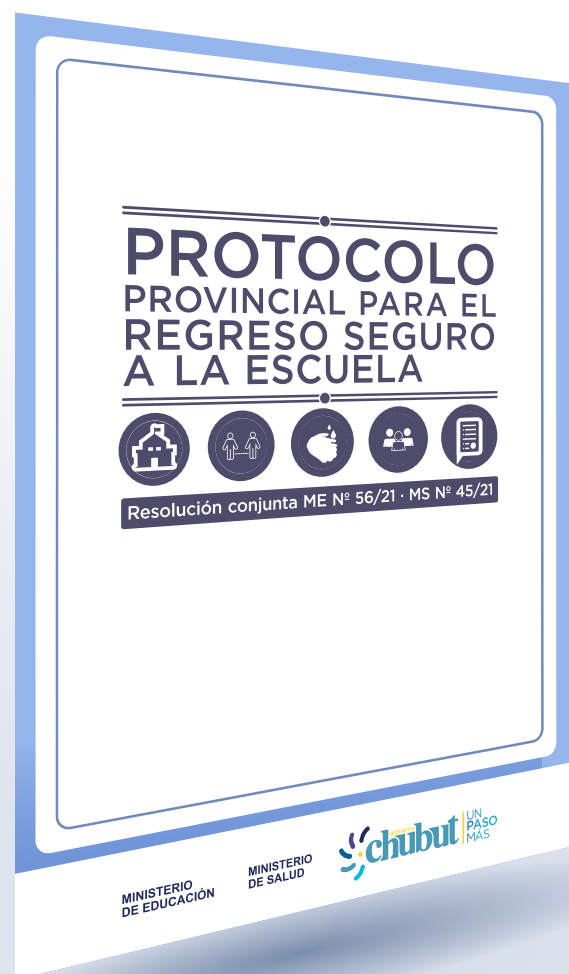 PROTOCOLO
PROVINCIAL PARA EL
REGRESO SEGURO
A LA ESCUELA
Resolución conjunta ME Nº 56/21 · MS Nº 45/21
MINISTERIO
DE EDUCACIÓN
MINISTERIO
DE SALUD
gobierno
chubut
UN
PASO
MÁS